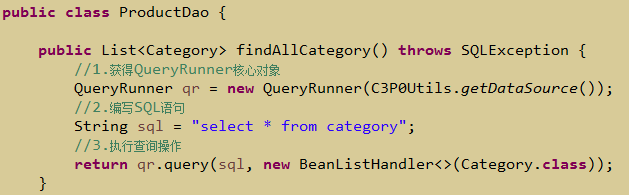 public class ProductDao {
public List<Category> findAllCategory() throws SQLException {
//1.获得QueryRunner核心对象
QueryRunner qr = new QueryRunner(C3P0Utils.getDataSource());
//2.编写SQL语句
String sql = "select * from category";
//3.执行查询操作
return qr.query(sql, new BeanListHandler<>(Category.class));
}